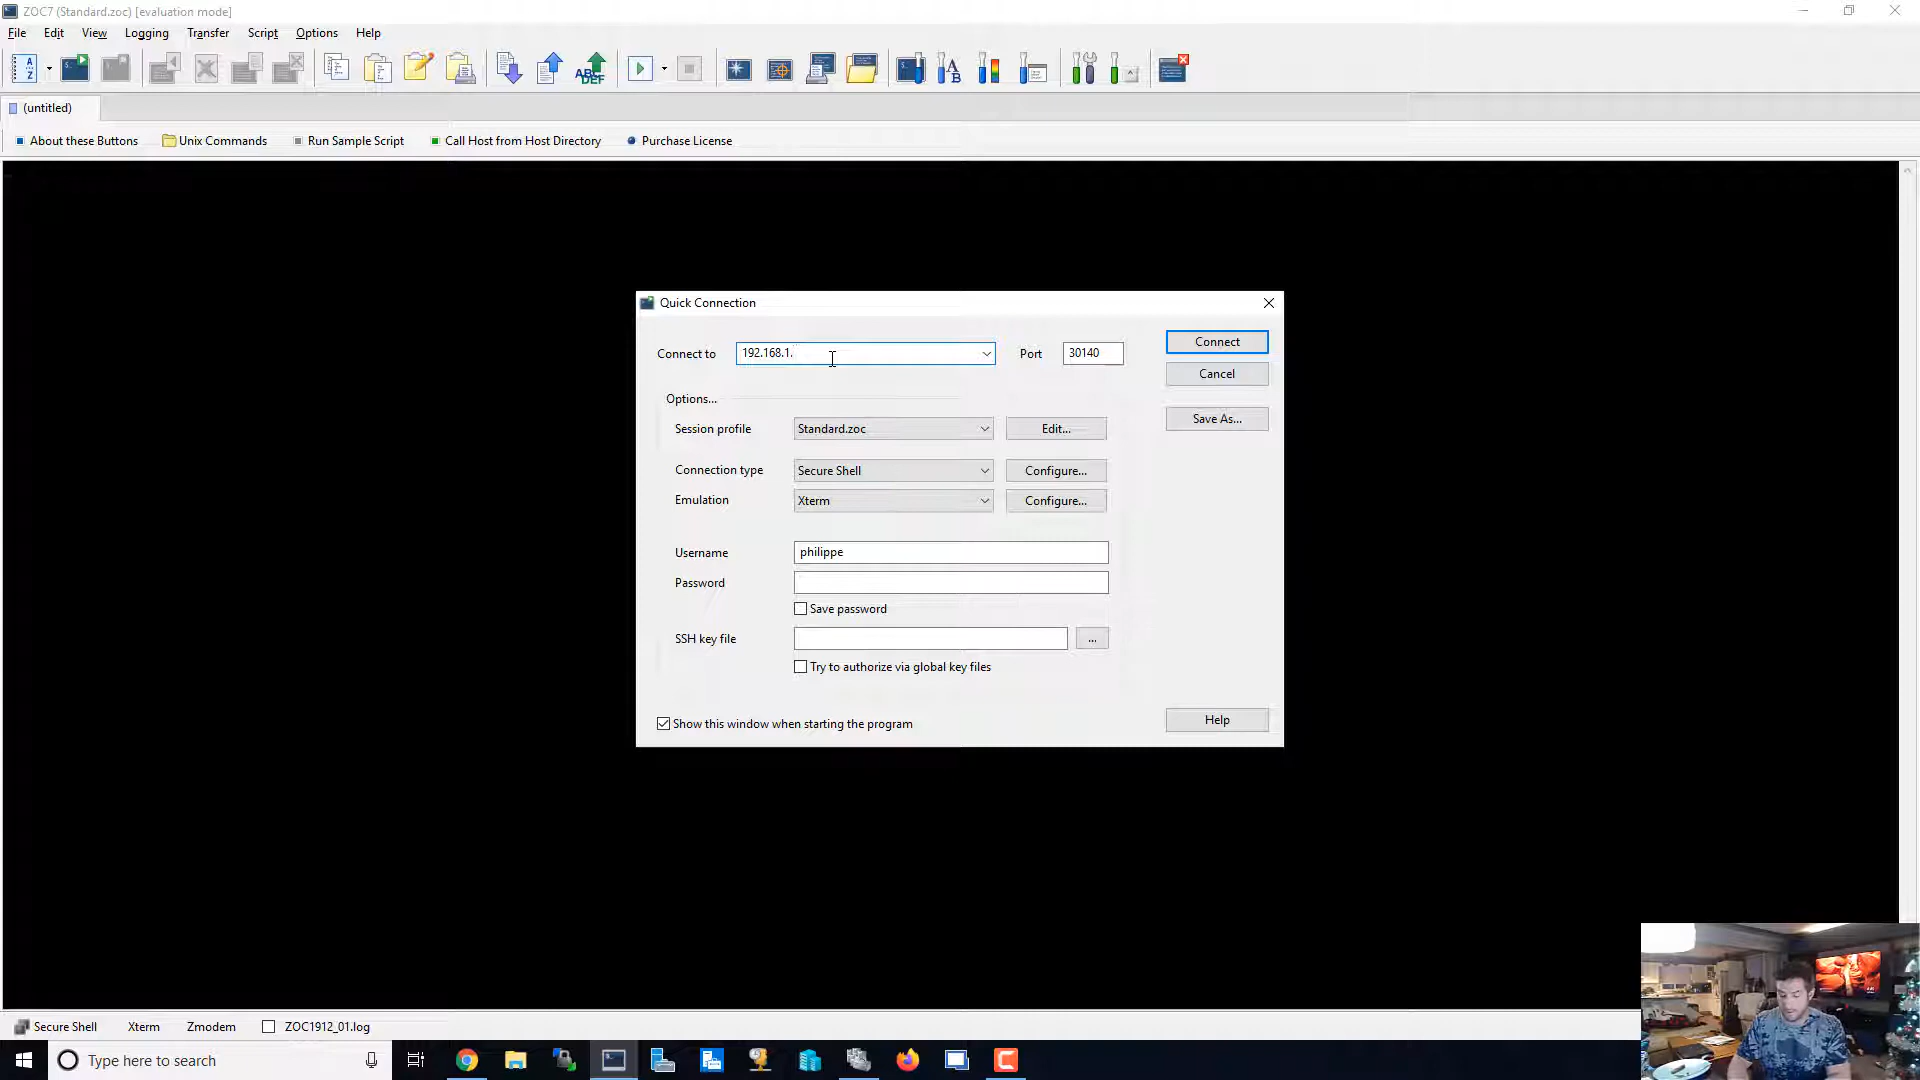 ZOC7 (Standard.zoc) [evaluation mode]
File Edit View Logging Transfer Script Options Help
(untitled)
About these Buttons Unix Commands Run Sample Script Call Host from Host Directory Purchase License
Quick Connection
Connect to 192.168.1. Port 30140 Connect
Cancel
Options...
Save As...
Session profile Standard.zoc Edit...
Connection type Secure Shell Configure...
Emulation Xterm Configure...
Username philippe
Password
Save password
SSH key file ...
Try to authorize via global key files
Show this window when starting the program
Help
Secure Shell Xterm Zmodem ZOC1912_01.log
Type here to search